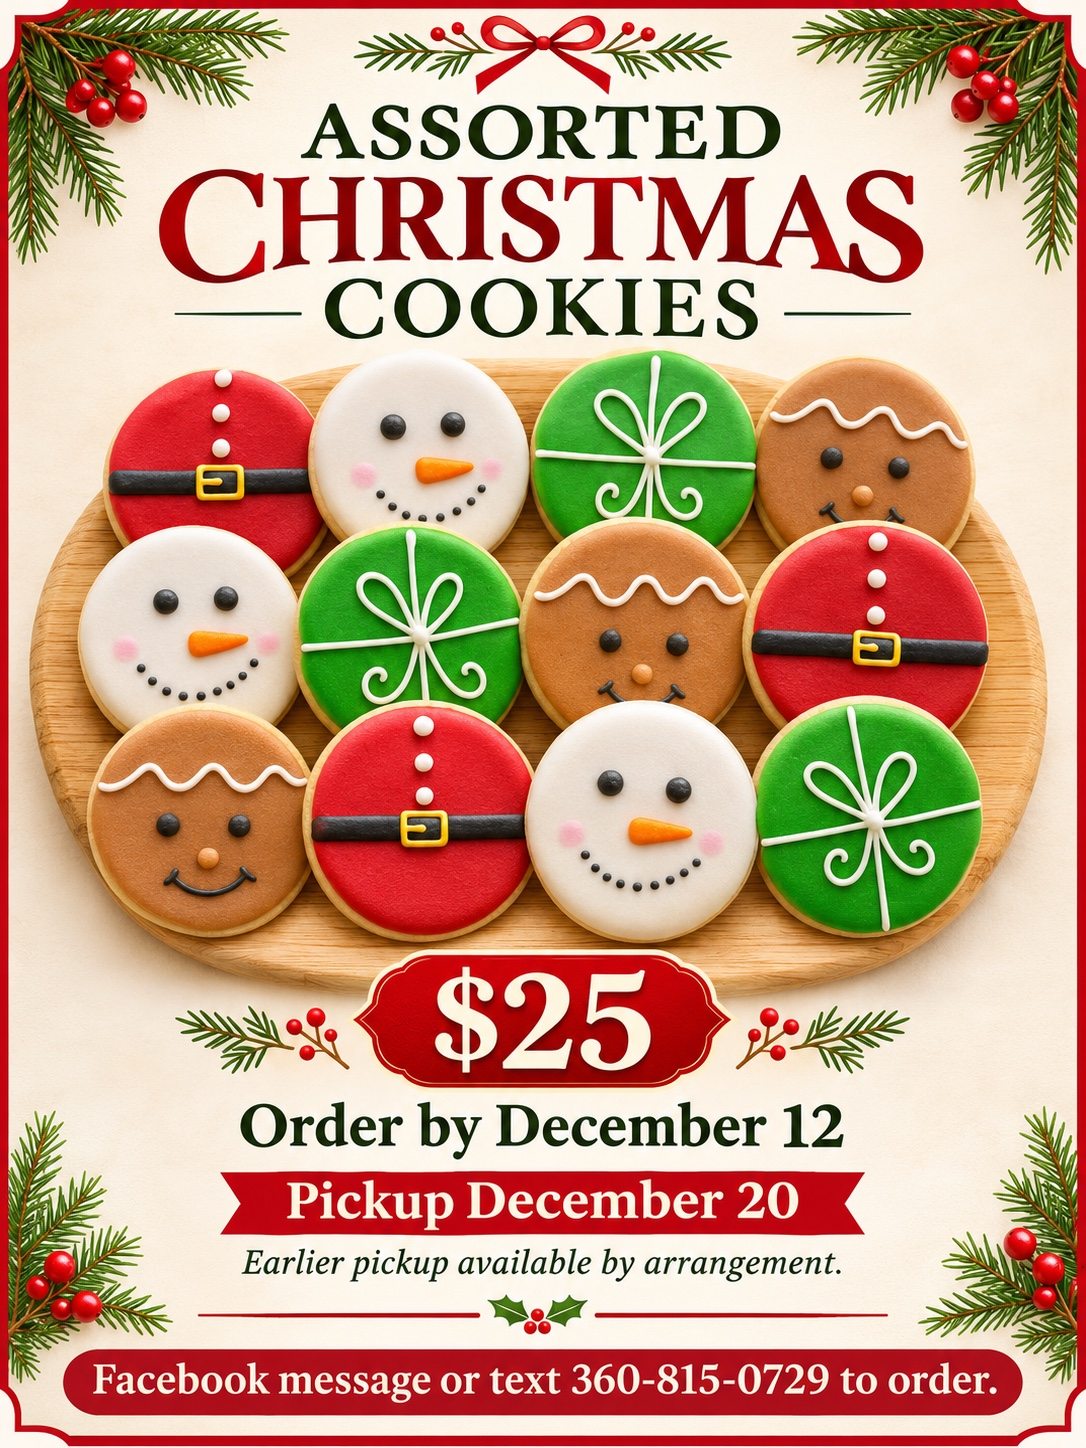 ASSORTED
CHRISTMAS
COOKIES
$25
Order by December 12
Pickup December 20
Earlier pickup available by arrangement.
Facebook message or text 360-815-0729 to order.